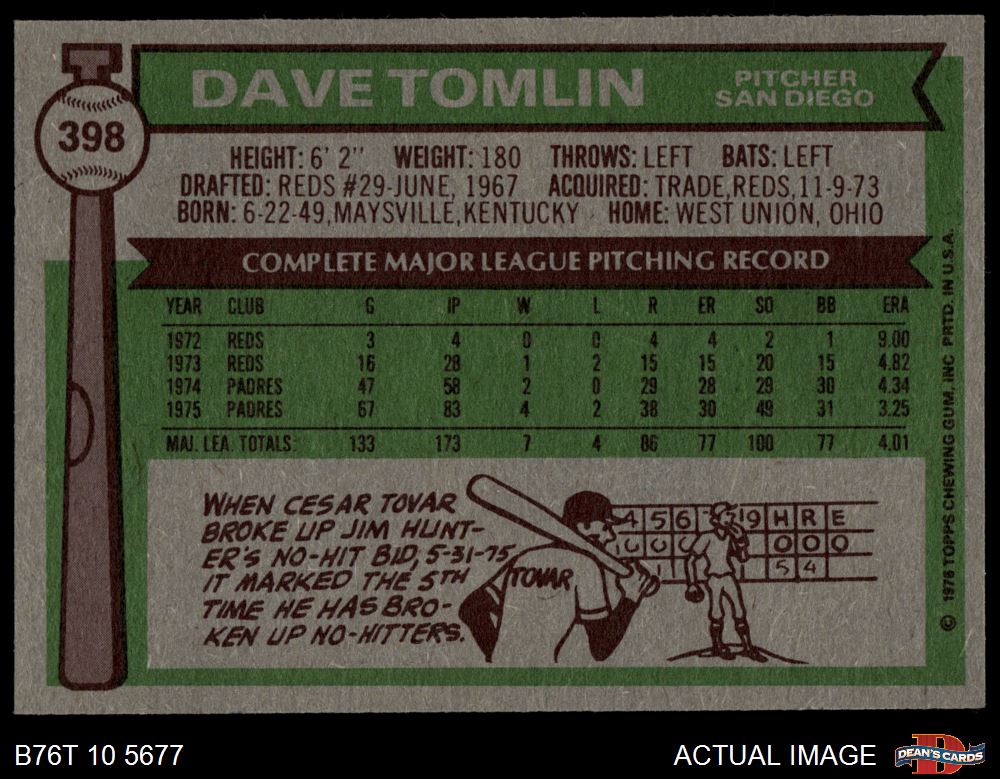 DAVE TOMLIN
PITCHER
SAN DIEGO
398
HEIGHT: 6' 2" WEIGHT: 180 THROWS: LEFT BATS: LEFT
DRAFTED: REDS #29-JUNE, 1967 ACQUIRED: TRADE,REDS,11-9-73
BORN: 6-22-49,MAYSVILLE,KENTUCKY HOME: WEST UNION, OHIO
COMPLETE MAJOR LEAGUE PITCHING RECORD
YEAR CLUB G IP W L R ER SO BB ERA
1972 REDS 3 4 0 0 4 4 2 1 9.00
1973 REDS 16 28 1 2 15 15 20 15 4.82
1974 PADRES 47 58 2 0 29 28 29 30 4.34
1975 PADRES 67 83 4 2 38 30 49 31 3.25
MAJ. LEA. TOTALS: 133 173 7 4 86 77 100 77 4.01
WHEN CESAR TOVAR
BROKE UP JIM HUNT-
ER'S NO-HIT BID, 5-31-75,
IT MARKED THE 5TH
TIME HE HAS BRO-
KEN UP NO-HITTERS.
TOVAR
4 5 6 7 9 H R E
0 0 0 0 0
5 4
© 1976 TOPPS CHEWING GUM, INC PRTD. IN U.S.A.
B76T 10 5677
ACTUAL IMAGE
DEAN'S CARDS